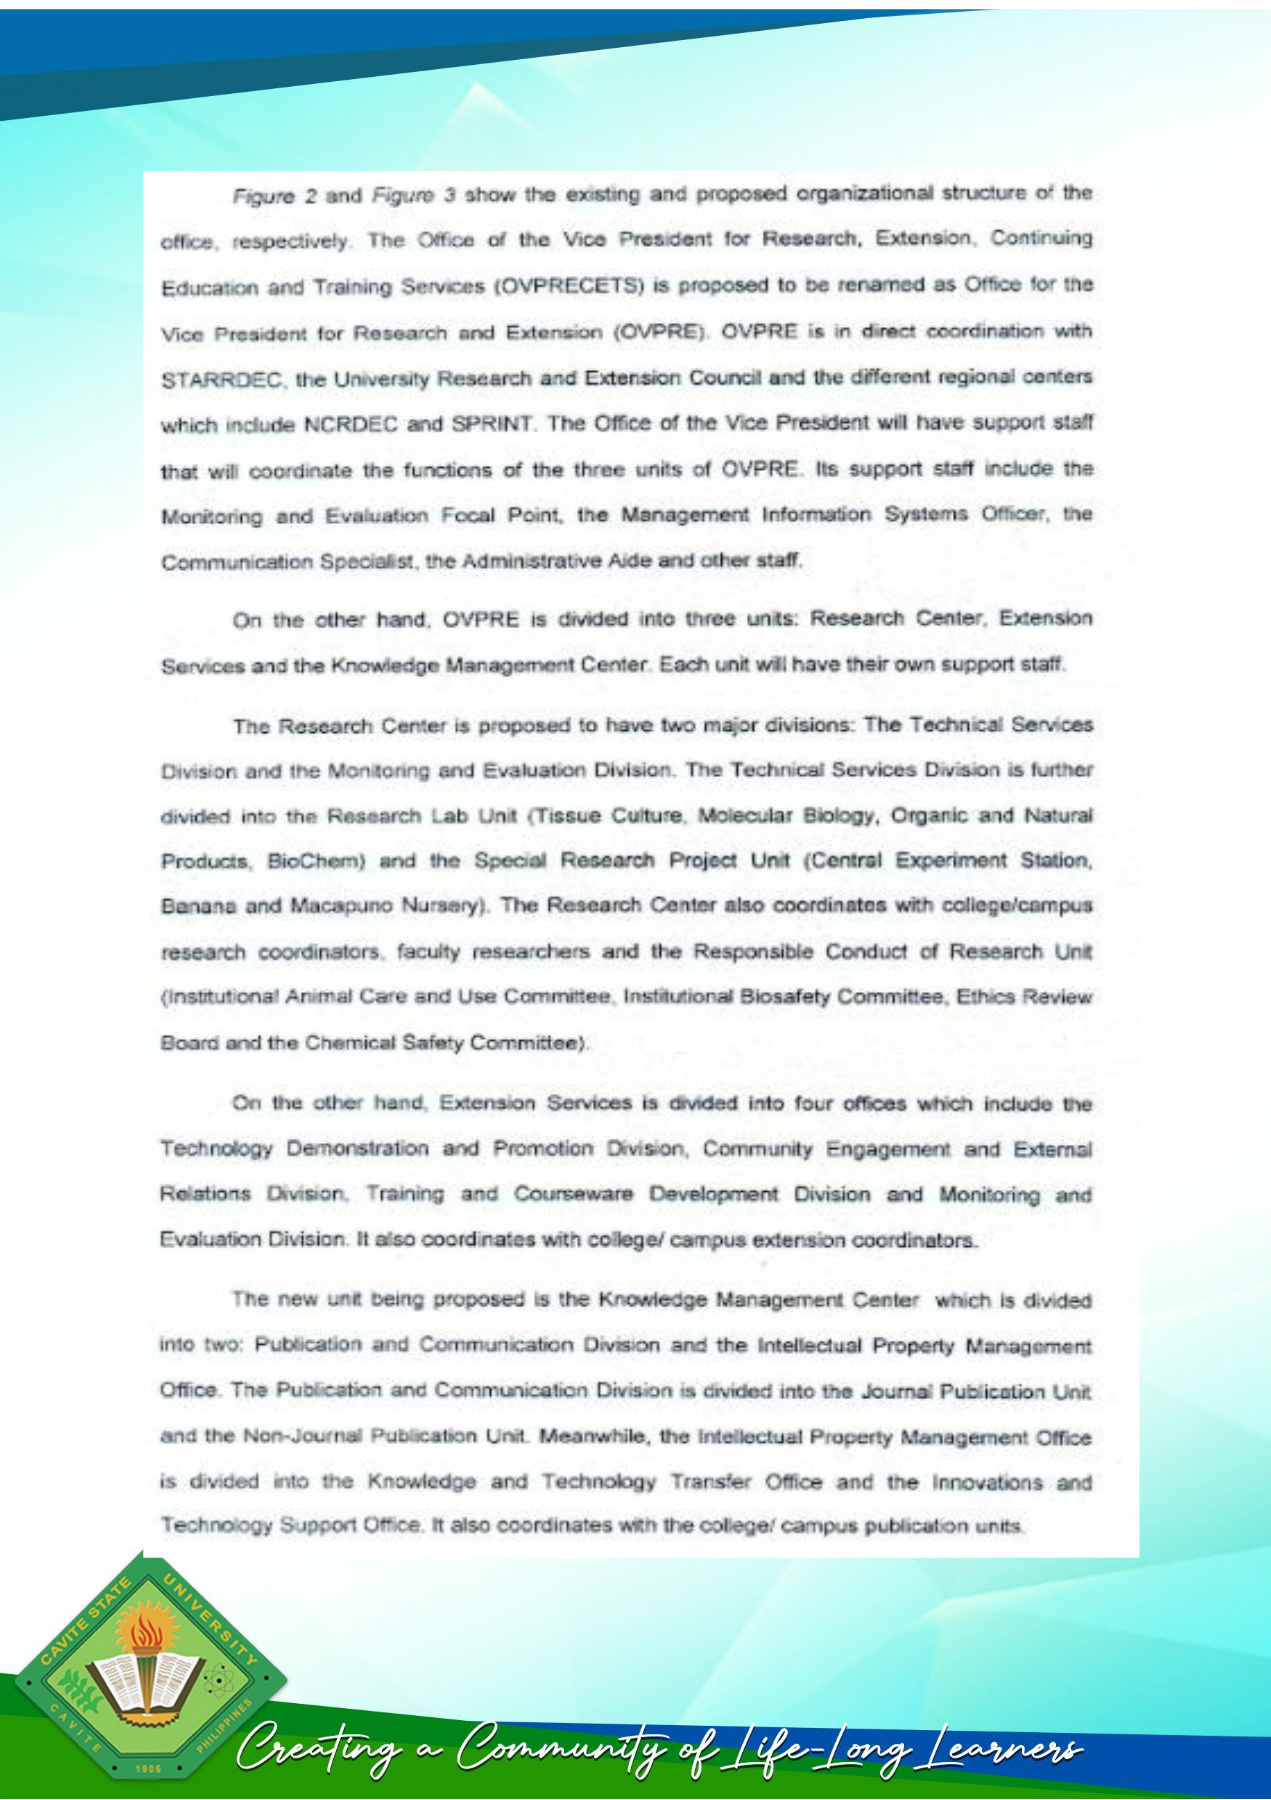 Figure 2 and Figure 3 show the existing and proposed organizational structure of the
office, respectively. The Office of the Vice President for Research, Extension, Continuing
Education and Training Services (OVPRECETS) is proposed to be renamed as Office for the
Vice President for Research and Extension (OVPRE). OVPRE is in direct coordination with
STARRDEC, the University Research and Extension Council and the different regional centers
which include NCRDEC and SPRINT. The Office of the Vice President will have support staff
that will coordinate the functions of the three units of OVPRE. Its support staff include the
Monitoring and Evaluation Focal Point, the Management Information Systems Officer, the
Communication Specialist, the Administrative Aide and other staff.
On the other hand, OVPRE is divided into three units: Research Center, Extension
Services and the Knowledge Management Center. Each unit will have their own support staff.
The Research Center is proposed to have two major divisions: The Technical Services
Division and the Monitoring and Evaluation Division. The Technical Services Division is further
divided into the Research Lab Unit (Tissue Culture, Molecular Biology, Organic and Natural
Products, BioChem) and the Special Research Project Unit (Central Experiment Station,
Banana and Macapuno Nursery). The Research Center also coordinates with college/campus
research coordinators, faculty researchers and the Responsible Conduct of Research Unit
(Institutional Animal Care and Use Committee, Institutional Biosafety Committee, Ethics Review
Board and the Chemical Safety Committee).
On the other hand, Extension Services is divided into four offices which include the
Technology Demonstration and Promotion Division, Community Engagement and External
Relations Division, Training and Courseware Development Division and Monitoring and
Evaluation Division. It also coordinates with college/ campus extension coordinators.
The new unit being proposed is the Knowledge Management Center which is divided
into two: Publication and Communication Division and the Intellectual Property Management
Office. The Publication and Communication Division is divided into the Journal Publication Unit
and the Non-Journal Publication Unit. Meanwhile, the Intellectual Property Management Office
is divided into the Knowledge and Technology Transfer Office and the Innovations and
Technology Support Office. It also coordinates with the college/ campus publication units.
CAVITE STATE UNIVERSITY
CAVITE PHILIPPINES
1906
Creating a Community of Life-Long Learners